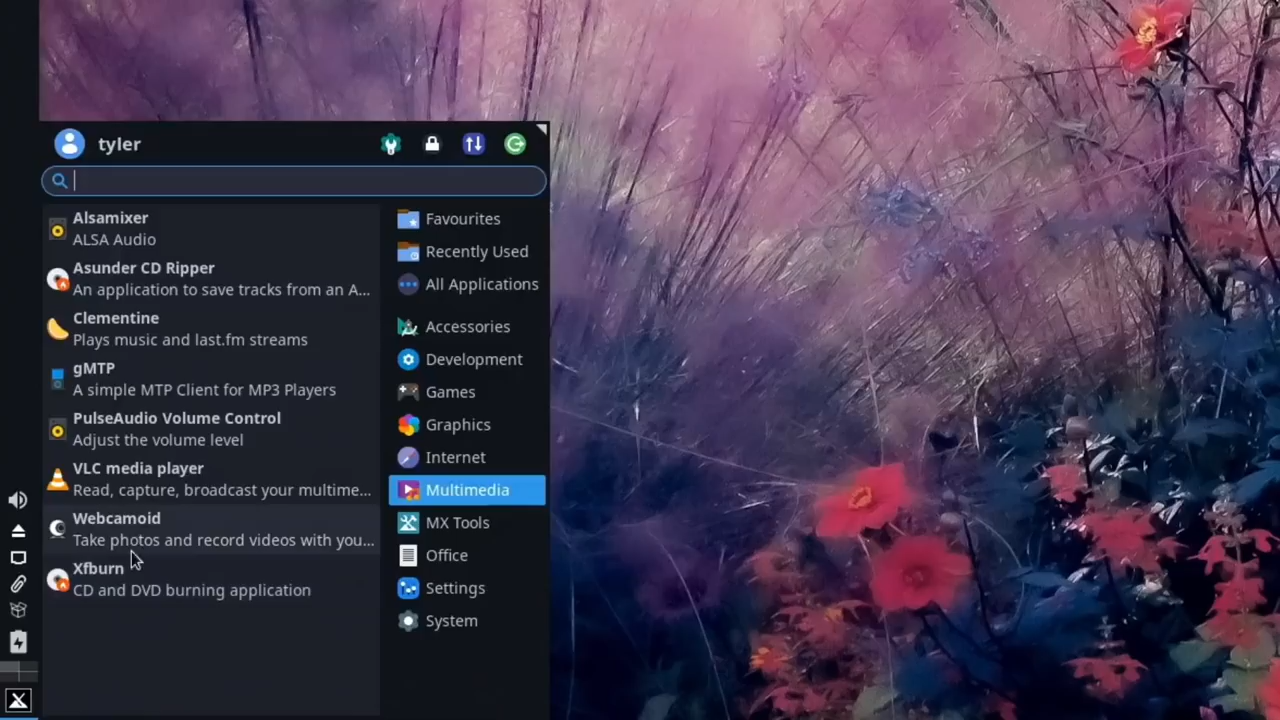 tyler
Alsamixer
ALSA Audio
Asunder CD Ripper
An application to save tracks from an A...
Clementine
Plays music and last.fm streams
gMTP
A simple MTP Client for MP3 Players
PulseAudio Volume Control
Adjust the volume level
VLC media player
Read, capture, broadcast your multime...
Webcamoid
Take photos and record videos with you...
Xfburn
CD and DVD burning application
Favourites
Recently Used
All Applications
Accessories
Development
Games
Graphics
Internet
Multimedia
MX Tools
Office
Settings
System